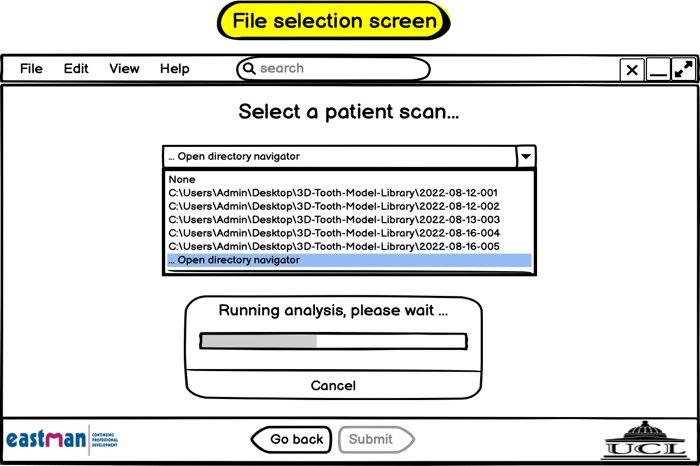 File selection screen
File Edit View Help search
Select a patient scan...
... Open directory navigator
None
C:\Users\Admin\Desktop\3D-Tooth-Model-Library\2022-08-12-001
C:\Users\Admin\Desktop\3D-Tooth-Model-Library\2022-08-12-002
C:\Users\Admin\Desktop\3D-Tooth-Model-Library\2022-08-13-003
C:\Users\Admin\Desktop\3D-Tooth-Model-Library\2022-08-16-004
C:\Users\Admin\Desktop\3D-Tooth-Model-Library\2022-08-16-005
... Open directory navigator
Running analysis, please wait ...
Cancel
eastman
CONTINUING
PROFESSIONAL
DEVELOPMENT
Go back Submit
UCL